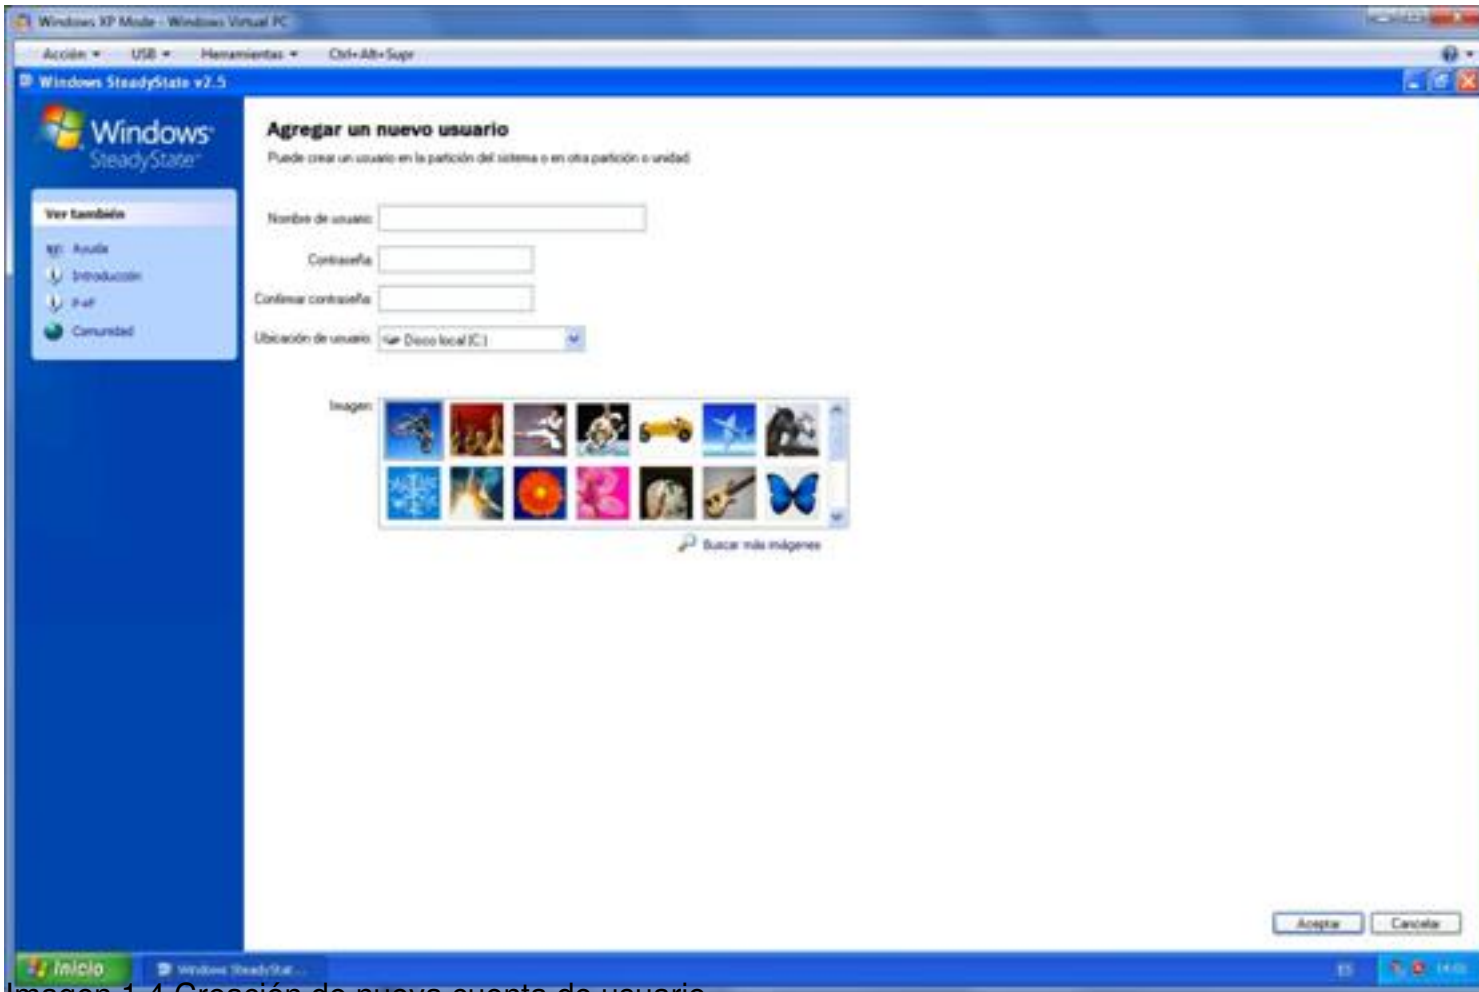 Windows XP Mode - Windows Virtual PC
Acción USB Herramientas Ctrl+Alt+Supr
Windows SteadyState v2.5
Windows
SteadyState
Ver también
Ayuda
Introducción
P+F
Comunidad
Agregar un nuevo usuario
Puede crear un usuario en la partición del sistema o en otra partición o unidad.
Nombre de usuario:
Contraseña:
Confirmar contraseña:
Ubicación de usuario: Disco local (C:)
Imagen:
Buscar más imágenes
Aceptar Cancelar
Inicio Windows SteadyStat... ES
Imagen 1-4 Creación de nueva cuenta de usuario